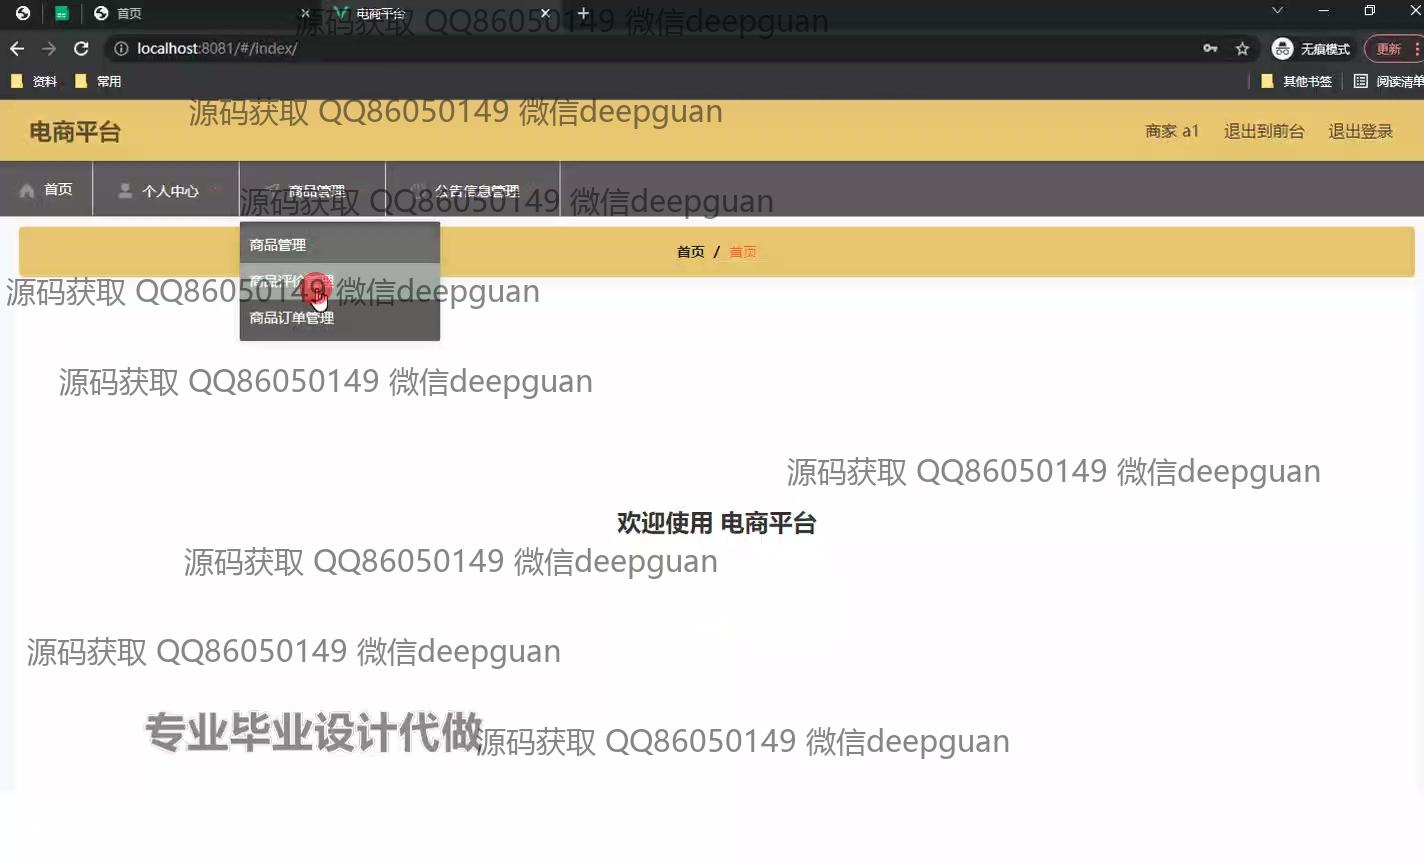 首页
电商平台
源码获取 QQ86050149 微信deepguan
localhost:8081/#/index/
无痕模式
更新
资料
常用
其他书签
阅读清单
电商平台
源码获取 QQ86050149 微信deepguan
商家 a1
退出到前台
退出登录
首页
个人中心
商品管理
公告信息管理
源码获取 QQ86050149 微信deepguan
商品管理
首页 / 首页
商品评价管理
源码获取 QQ86050149 微信deepguan
商品订单管理
源码获取 QQ86050149 微信deepguan
源码获取 QQ86050149 微信deepguan
欢迎使用 电商平台
源码获取 QQ86050149 微信deepguan
源码获取 QQ86050149 微信deepguan
专业毕业设计代做
源码获取 QQ86050149 微信deepguan